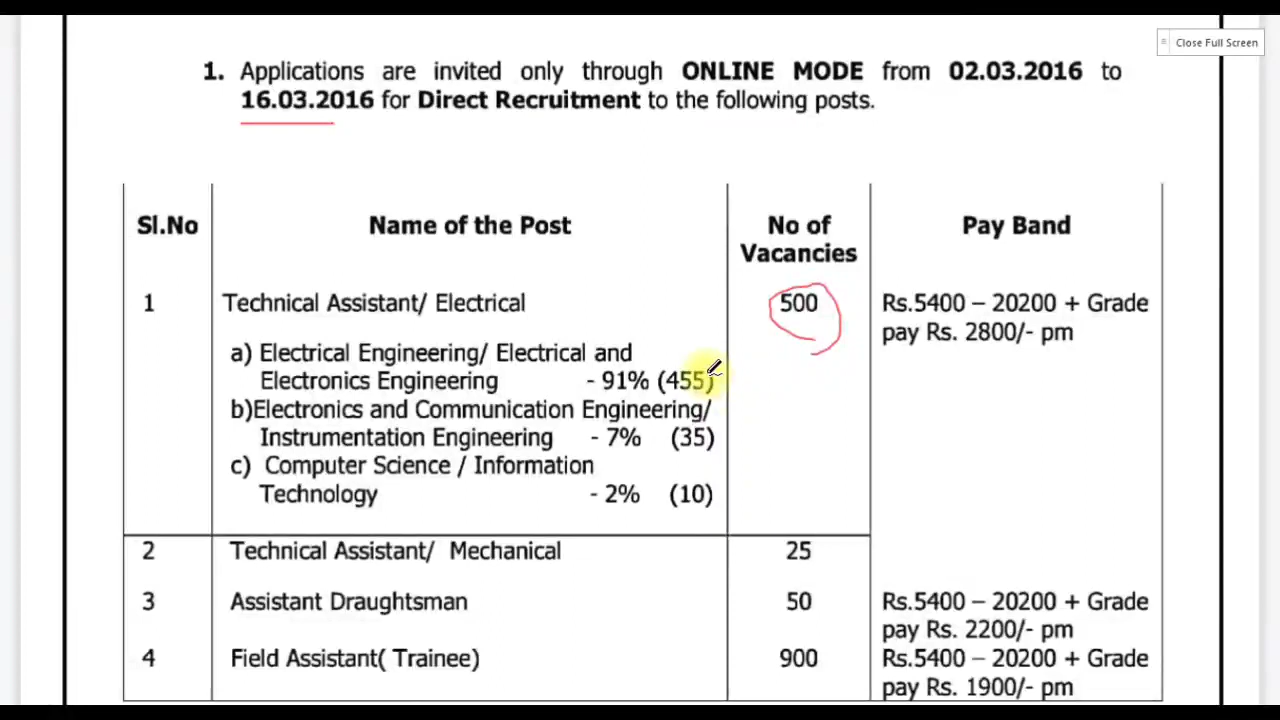 Close Full Screen
1. Applications are invited only through ONLINE MODE from 02.03.2016 to
16.03.2016 for Direct Recruitment to the following posts.
Sl.No Name of the Post No of Vacancies Pay Band
1 Technical Assistant/ Electrical 500 Rs.5400 – 20200 + Grade
pay Rs. 2800/- pm
a) Electrical Engineering/ Electrical and
Electronics Engineering - 91% (455)
b)Electronics and Communication Engineering/
Instrumentation Engineering - 7% (35)
c) Computer Science / Information
Technology - 2% (10)
2 Technical Assistant/ Mechanical 25
3 Assistant Draughtsman 50 Rs.5400 – 20200 + Grade
pay Rs. 2200/- pm
4 Field Assistant( Trainee) 900 Rs.5400 – 20200 + Grade
pay Rs. 1900/- pm